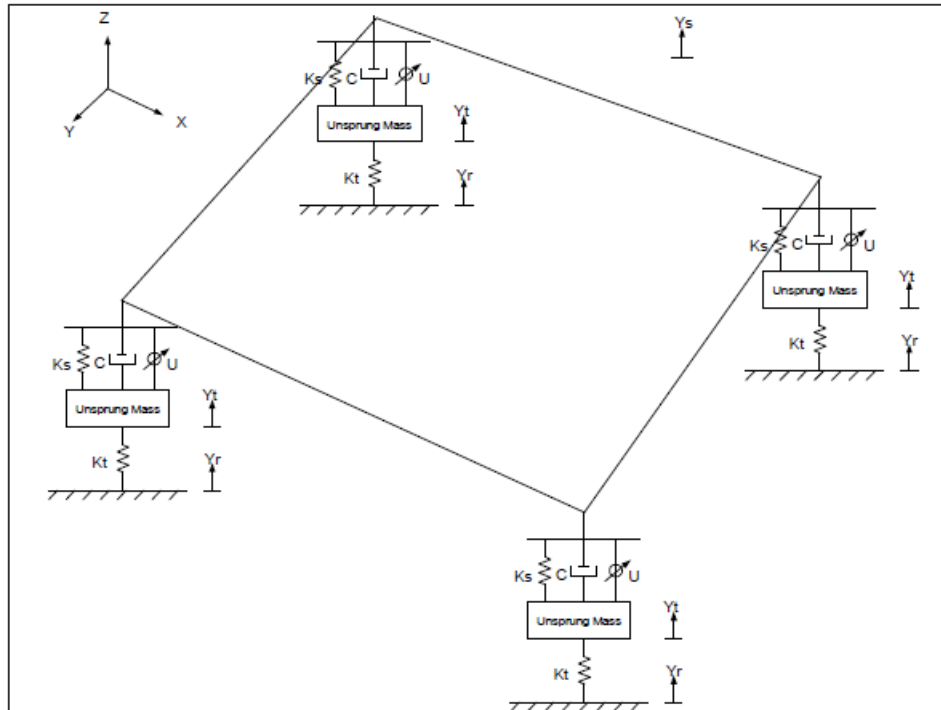 Z
Y
X
Ys
Ks C U
Unsprung Mass
Yt
Kt
Yr
Ks C U
Unsprung Mass
Yt
Kt
Yr
Ks C U
Unsprung Mass
Yt
Kt
Yr
Ks C U
Unsprung Mass
Yt
Kt
Yr